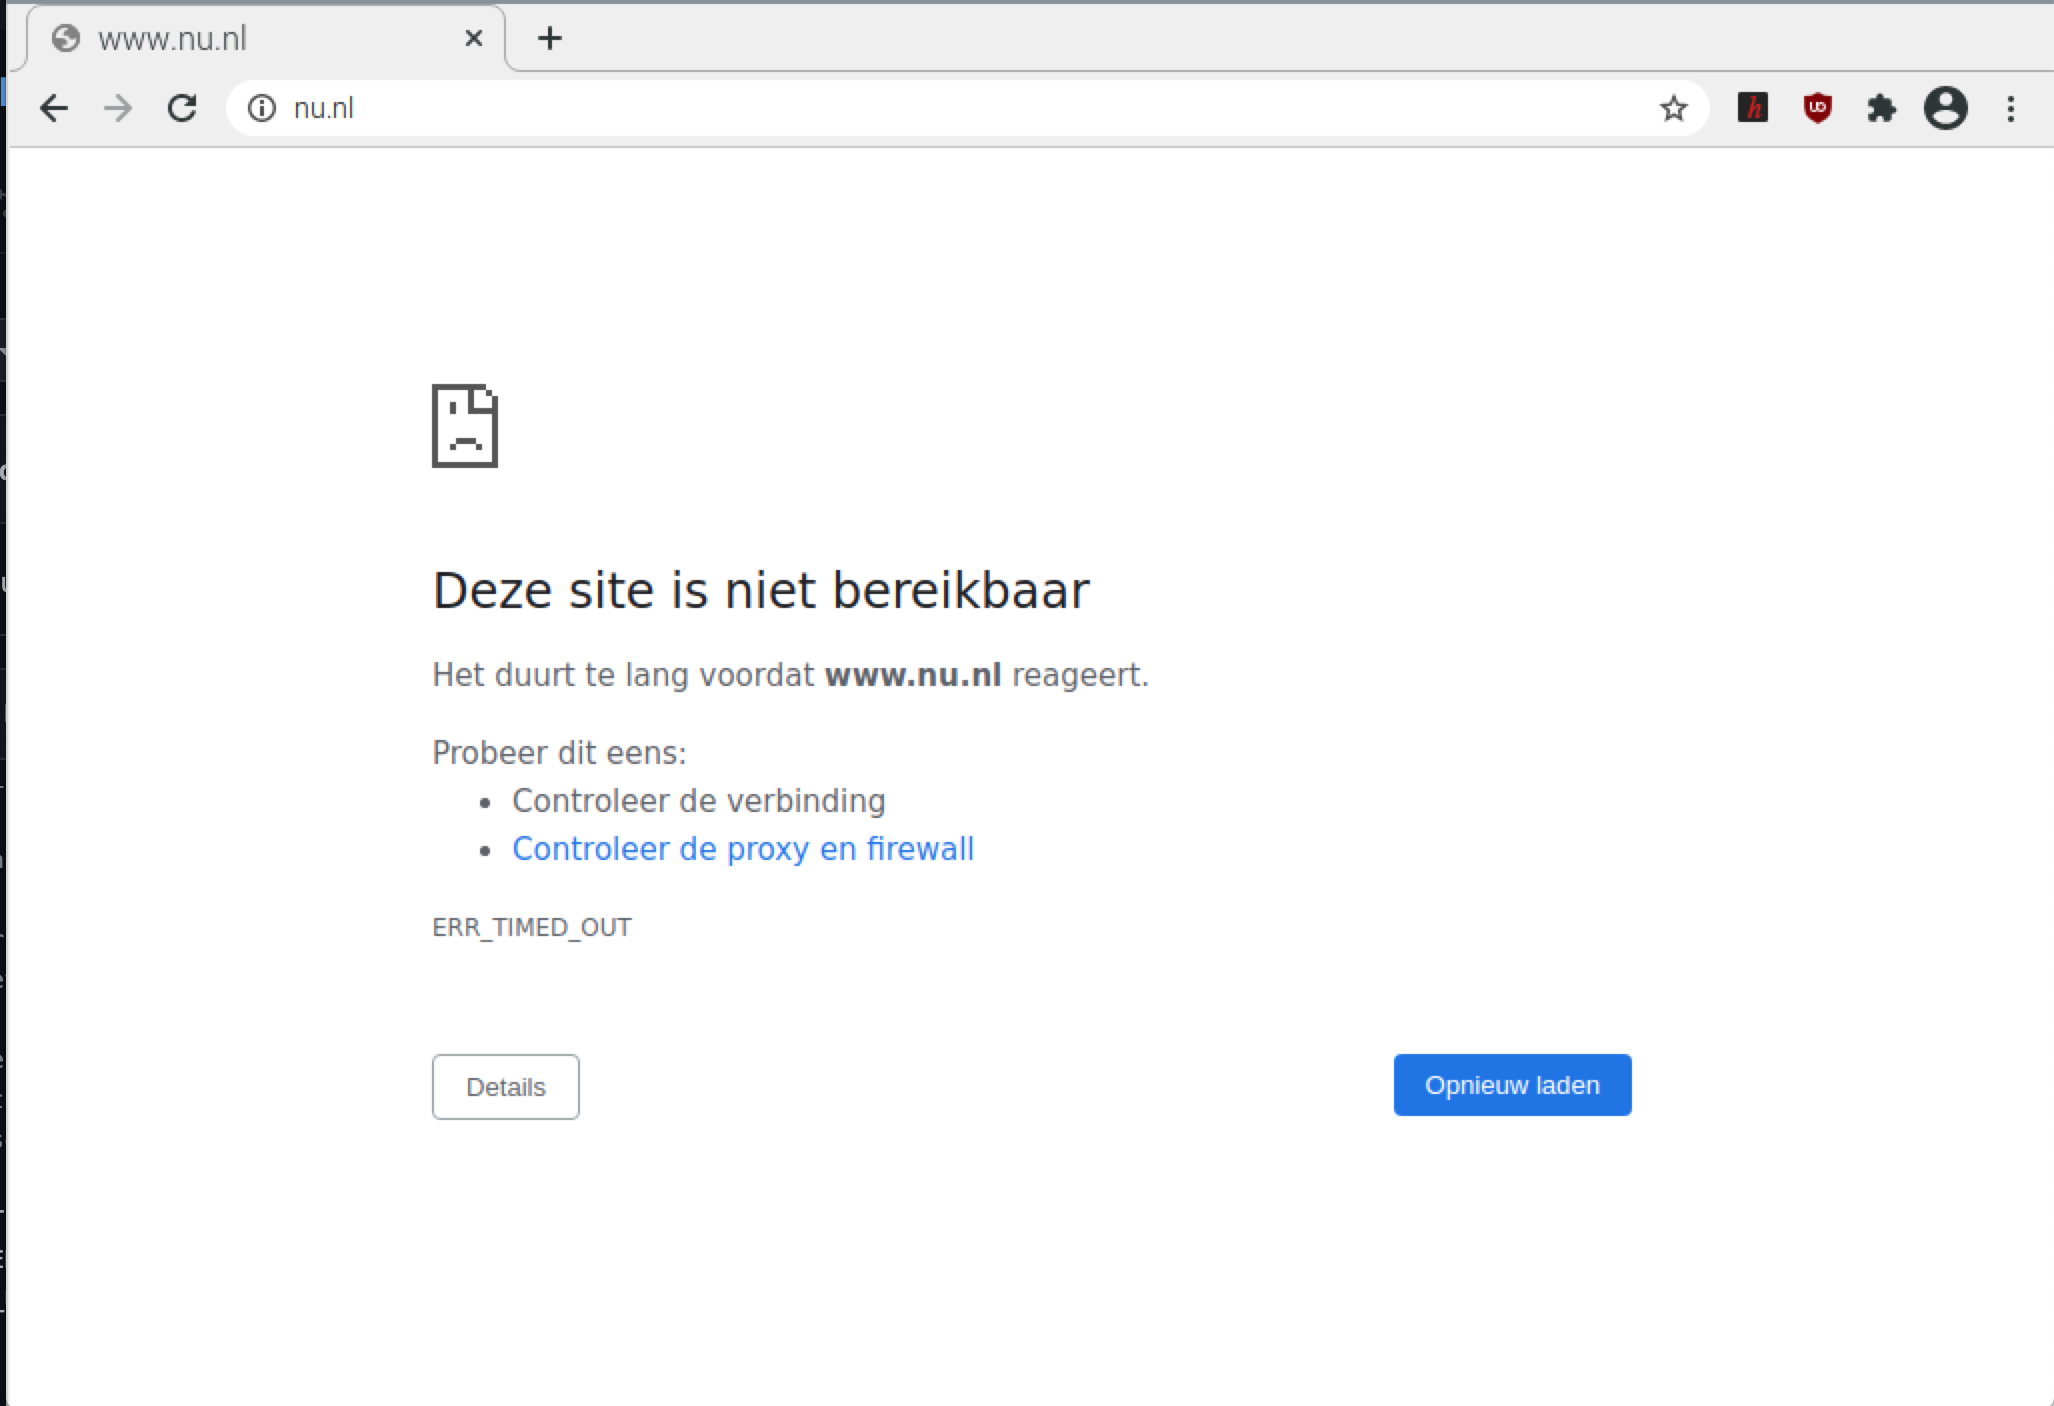 www.nu.nl
nu.nl
h
UO
Deze site is niet bereikbaar
Het duurt te lang voordat www.nu.nl reageert.
Probeer dit eens:
Controleer de verbinding
Controleer de proxy en firewall
ERR_TIMED_OUT
Details
Opnieuw laden